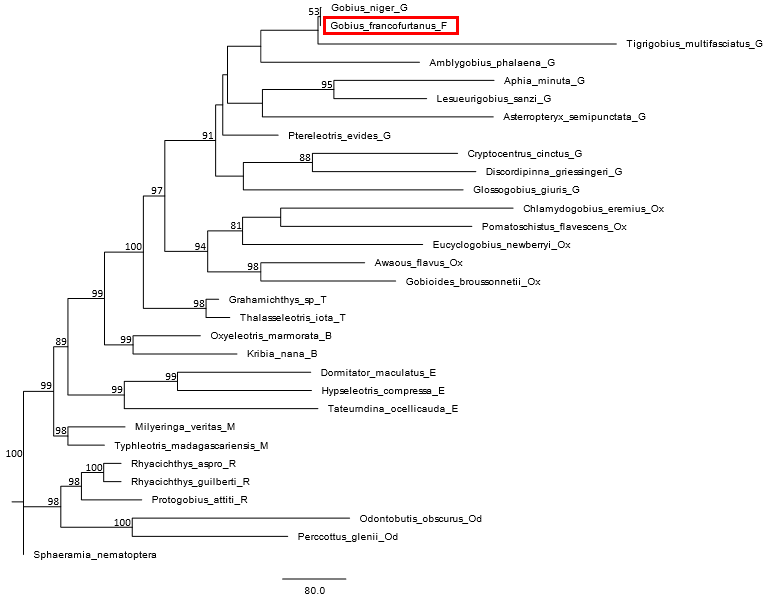 53
Gobius_niger_G
Gobius_francofurtanus_F
Tigrigobius_multifasciatus_G
Amblygobius_phalaena_G
95
Aphia_minuta_G
Lesueurigobius_sanzi_G
Asterropteryx_semipunctata_G
91
Ptereleotris_evides_G
88
Cryptocentrus_cinctus_G
Discordipinna_griessingeri_G
97
Glossogobius_giuris_G
Chlamydogobius_eremius_Ox
81
Pomatoschistus_flavescens_Ox
100
94
Eucyclogobius_newberryi_Ox
98
Awaous_flavus_Ox
Gobioides_broussonnetii_Ox
99
98
Grahamichthys_sp_T
Thalasseleotris_iota_T
89
99
Oxyeleotris_marmorata_B
Kribia_nana_B
99
Dormitator_maculatus_E
99
99
Hypseleotris_compressa_E
Tateurndina_ocellicauda_E
98
Milyeringa_veritas_M
Typhleotris_madagascariensis_M
100
100
Rhyacichthys_aspro_R
98
Rhyacichthys_guilberti_R
98
Protogobius_attiti_R
100
Odontobutis_obscurus_Od
Perccottus_glenii_Od
Sphaeramia_nematoptera
80.0